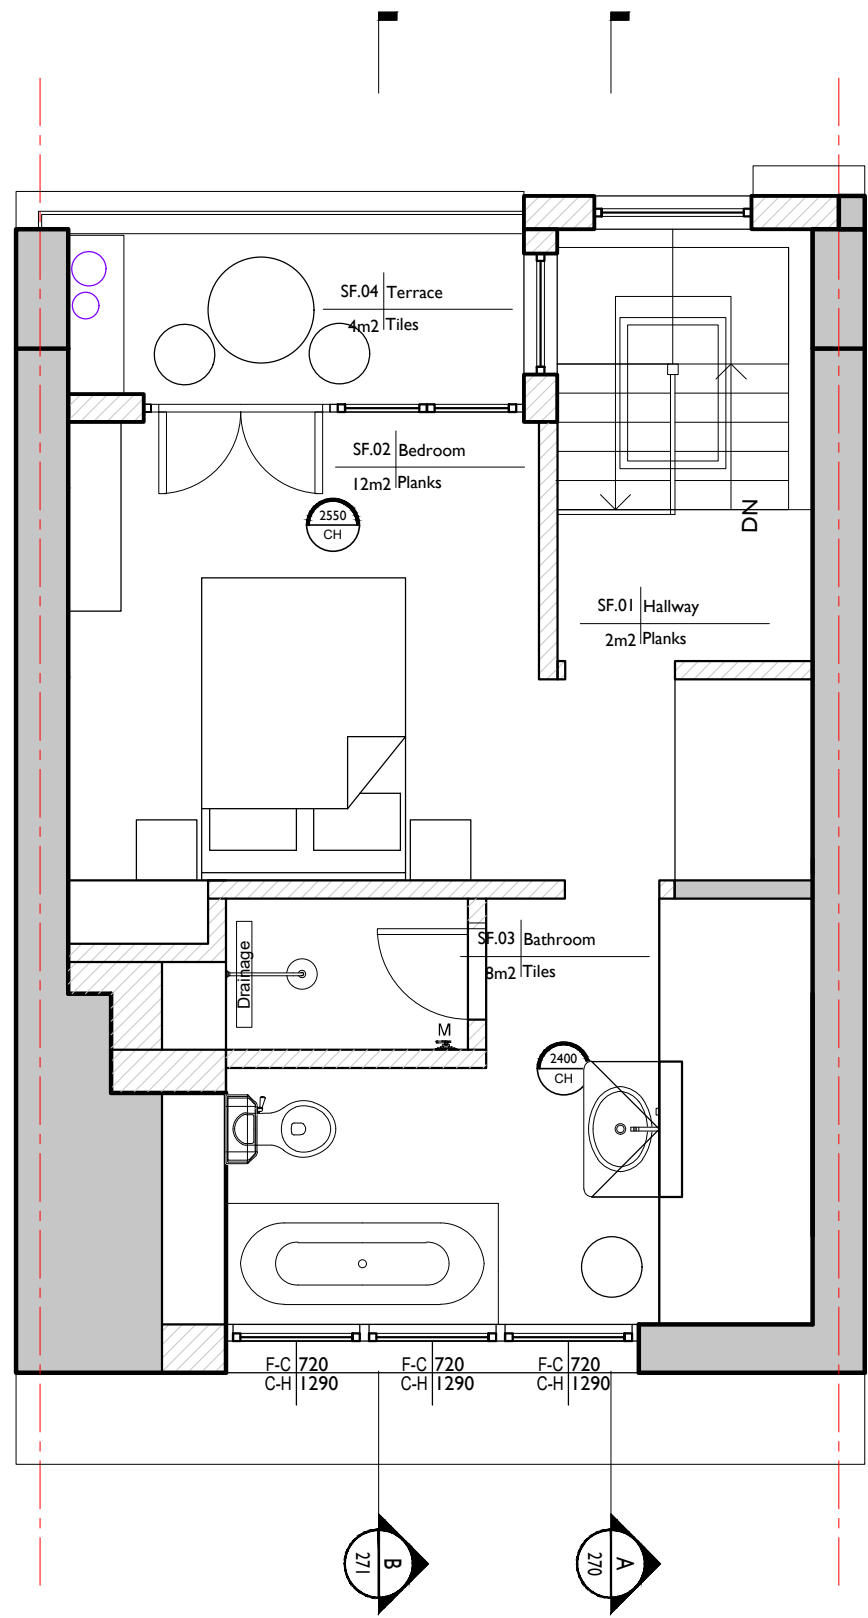 SF.04 Terrace
4m2 Tiles
SF.02 Bedroom
12m2 Planks
2550
CH
DN
SF.01 Hallway
2m2 Planks
SF.03 Bathroom
8m2 Tiles
Drainage
M
2400
CH
F-C 720
C-H 1290
F-C 720
C-H 1290
F-C 720
C-H 1290
B
271
A
270